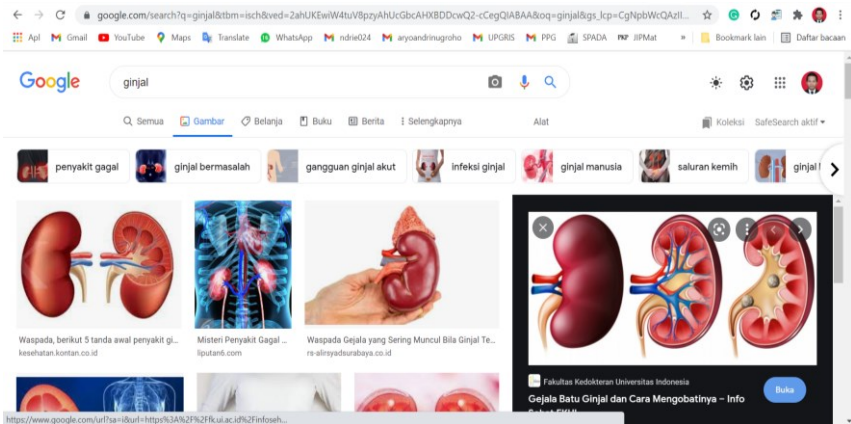 google.com/search?q=ginjal&tbm=isch&ved=2ahUKEwiW4tuV8pzyAhUcGbcAHXBDDcwQ2-cCegQIABAA&oq=ginjal&gs_lcp=CgNpbWcQAzIl...
Apl Gmail YouTube Maps Translate WhatsApp ndrie024 aryoandrinugroho UPGRIS PPG SPADA PKP JIPMat » Bookmark lain Daftar bacaan
Google ginjal
Semua Gambar Belanja Buku Berita Selengkapnya Alat Koleksi SafeSearch aktif
penyakit gagal ginjal bermasalah gangguan ginjal akut infeksi ginjal ginjal manusia saluran kemih ginjal
Waspada, berikut 5 tanda awal penyakit gi...
kesehatan.kontan.co.id
Misteri Penyakit Gagal ...
liputan6.com
Waspada Gejala yang Sering Muncul Bila Ginjal Te...
rs-alirsyadsurabaya.co.id
Fakultas Kedokteran Universitas Indonesia
Gejala Batu Ginjal dan Cara Mengobatinya – Info
Buka
https://www.google.com/url?sa=i&url=https%3A%2F%2Ffk.ui.ac.id%2Finfoseh...